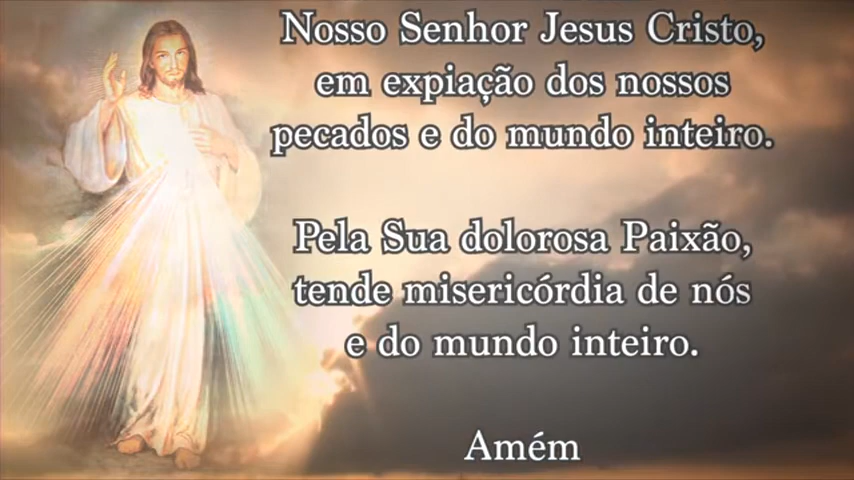 Nosso Senhor Jesus Cristo,
em expiação dos nossos
pecados e do mundo inteiro.
Pela Sua dolorosa Paixão,
tende misericórdia de nós
e do mundo inteiro.
Amém